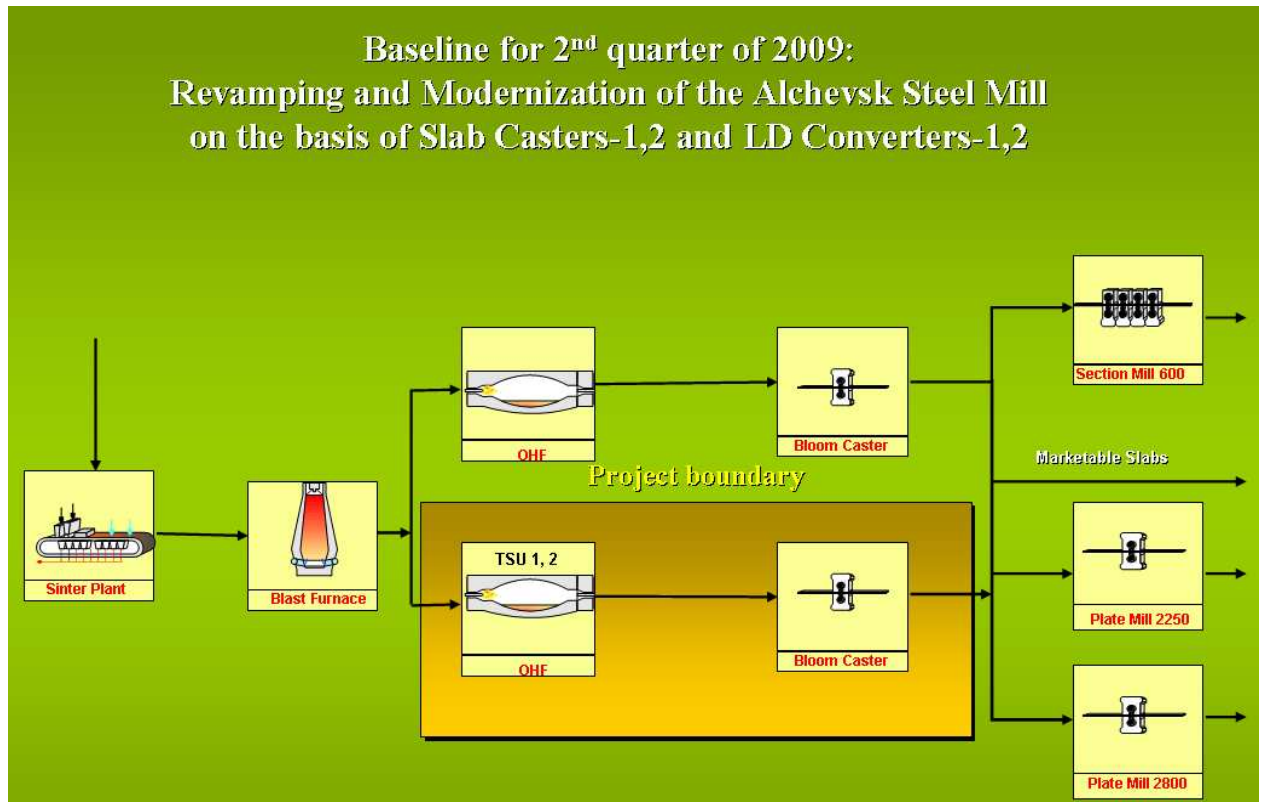 Baseline for 2nd quarter of 2009:
Revamping and Modernization of the Alchevsk Steel Mill
on the basis of Slab Casters-1,2 and LD Converters-1,2
Section Mill 600
OHF
Bloom Caster
Project boundary
Marketable Slabs
TSU 1, 2
Sinter Plant
Blast Furnace
Plate Mill 2250
OHF
Bloom Caster
Plate Mill 2800